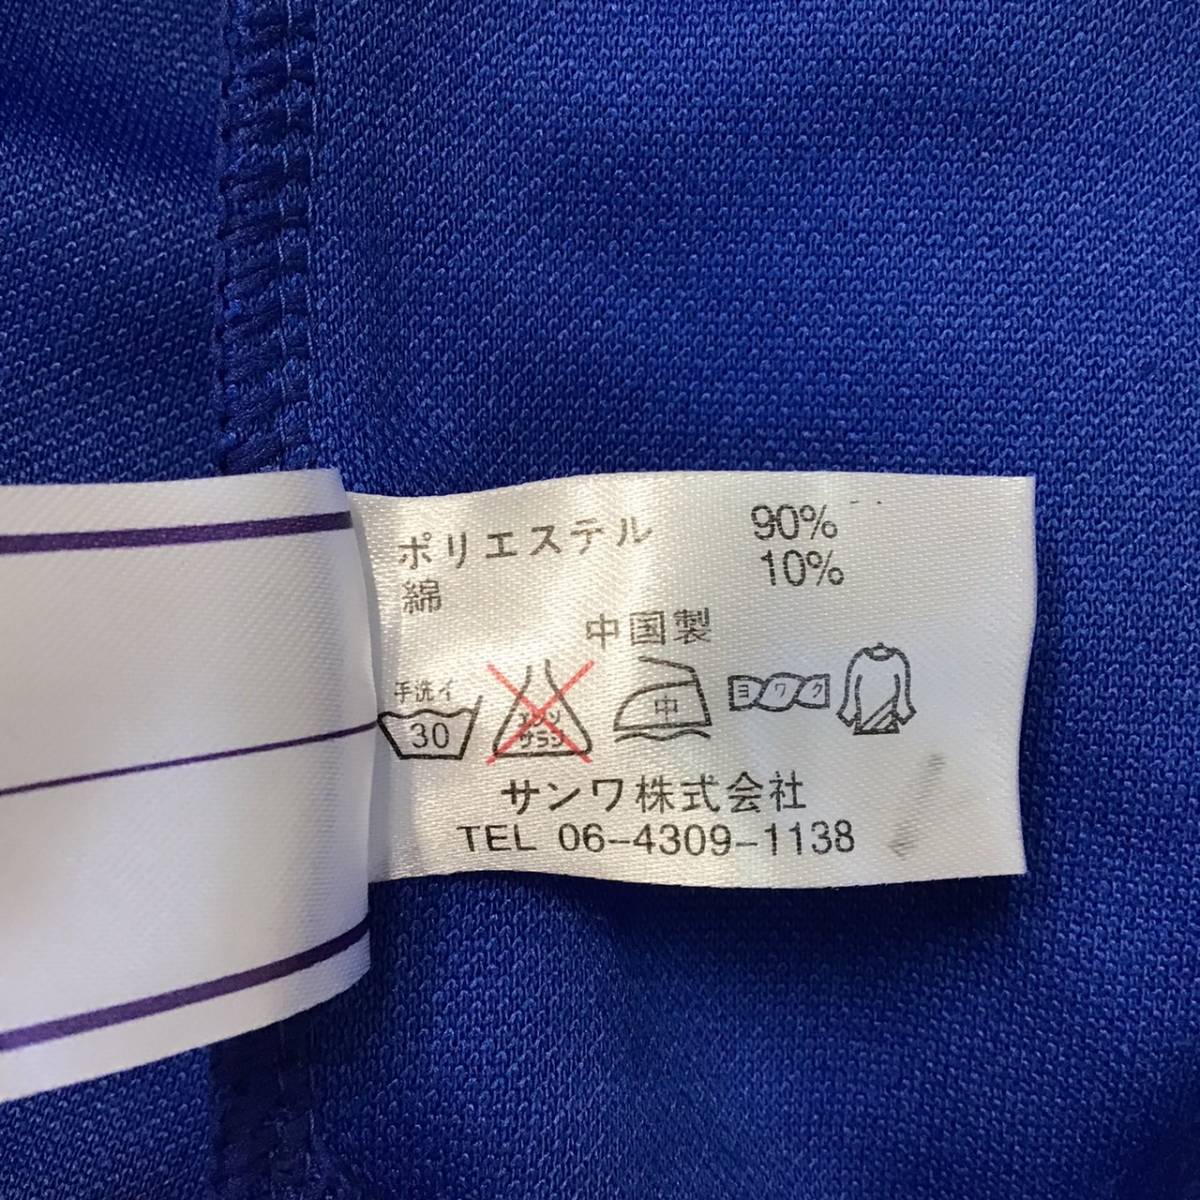 ポリエステル 90%
綿 10%
中国製
手洗イ
30
エンソ
サラシ
中
ヨワク
サンワ株式会社
TEL 06-4309-1138